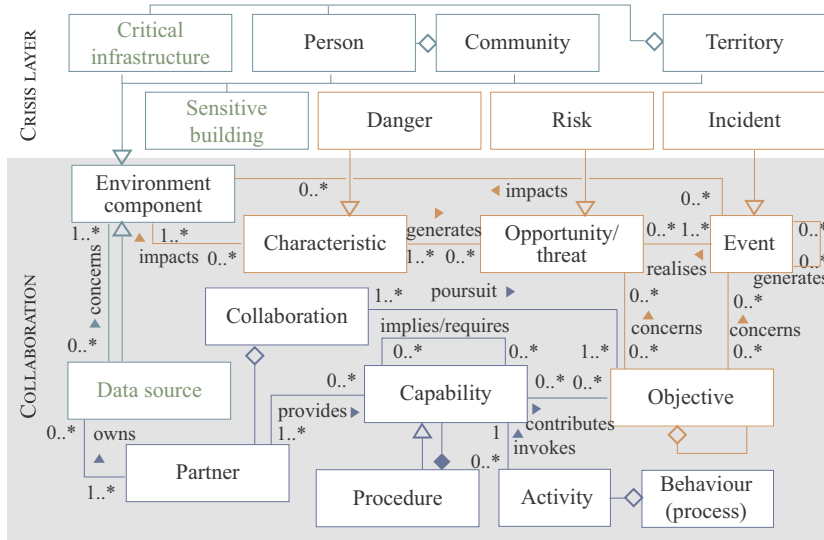 CRISIS LAYER
Critical
infrastructure
Person
Community
Territory
Sensitive
building
Danger
Risk
Incident
COLLABORATION
Environment
component
0..*
impacts
0..*
1..*
1..*
impacts
0..*
Characteristic
generates
1..*
0..*
Opportunity/
threat
0..*
1..*
realises
Event
0..*
0..*
generates
concerns
0..*
Collaboration
1..*
poursuit
1..*
implies/requires
0..*
0..*
0..*
concerns
0..*
0..*
concerns
0..*
Data source
0..*
owns
1..*
Partner
provides
1..*
0..*
Capability
0..*
0..*
contributes
Objective
1
invokes
0..*
Procedure
Activity
Behaviour
(process)